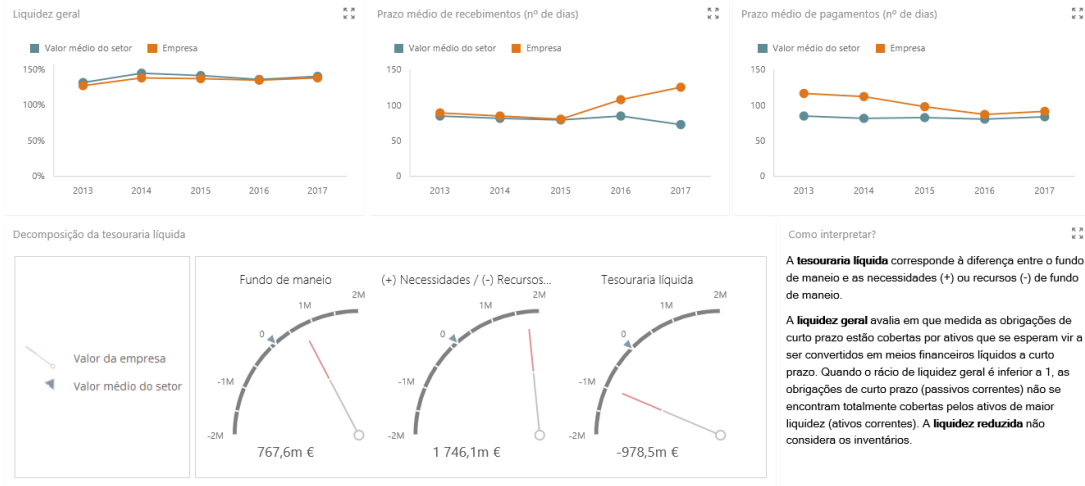 Liquidez geral
Valor médio do setor
Empresa
150%
100%
50%
0%
2013
2014
2015
2016
2017
Prazo médio de recebimentos (nº de dias)
Valor médio do setor
Empresa
150
100
50
0
2013
2014
2015
2016
2017
Prazo médio de pagamentos (nº de dias)
Valor médio do setor
Empresa
150
100
50
0
2013
2014
2015
2016
2017
Decomposição da tesouraria líquida
Valor da empresa
Valor médio do setor
Fundo de maneio
2M
1M
0
-1M
-2M
767,6m €
(+) Necessidades / (-) Recursos...
2M
1M
0
-1M
-2M
1 746,1m €
Tesouraria líquida
2M
1M
0
-1M
-2M
-978,5m €
Como interpretar?
A tesouraria líquida corresponde à diferença entre o fundo
de maneio e as necessidades (+) ou recursos (-) de fundo
de maneio.
A liquidez geral avalia em que medida as obrigações de
curto prazo estão cobertas por ativos que se esperam vir a
ser convertidos em meios financeiros líquidos a curto
prazo. Quando o rácio de liquidez geral é inferior a 1, as
obrigações de curto prazo (passivos correntes) não se
encontram totalmente cobertas pelos ativos de maior
liquidez (ativos correntes). A liquidez reduzida não
considera os inventários.